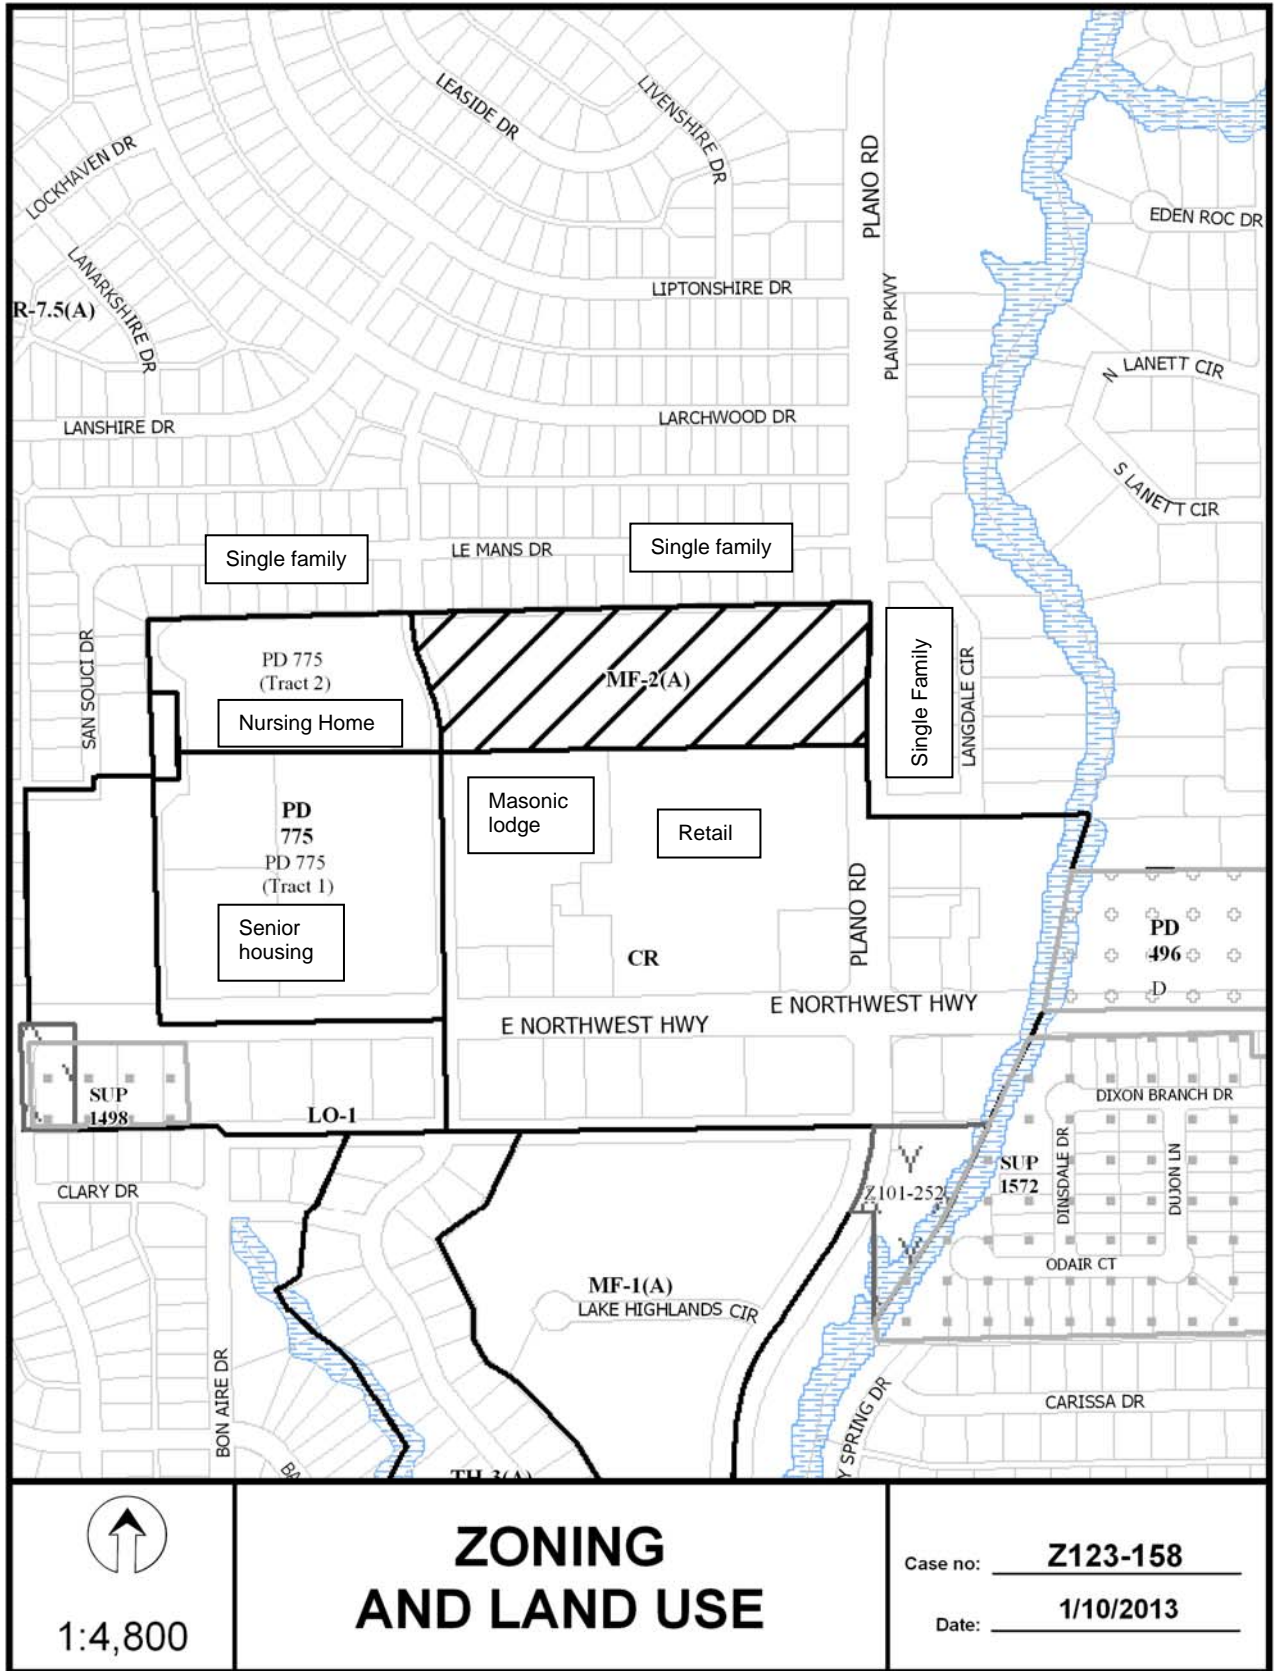 LEASIDE DR
LIVENSHIRE DR
LOCKHAVEN DR
PLANO RD
EDEN ROC DR
LANARKSHIRE DR
LIPTONSHIRE DR
R-7.5(A)
PLANO PKWY
N LANETT CIR
LANSHIRE DR
LARCHWOOD DR
S LANETT CIR
Single family
LE MANS DR
Single family
SAN SOUCI DR
PD 775
(Tract 2)
Nursing Home
MF-2(A)
Single Family
LANGDALE CIR
PD
775
PD 775
(Tract 1)
Masonic
lodge
Retail
Senior
housing
CR
PLANO RD
PD
496
D
E NORTHWEST HWY
E NORTHWEST HWY
SUP
1498
LO-1
DIXON BRANCH DR
CLARY DR
Z101-252
SUP
1572
DINSDALE DR
DUJON LN
ODAIR CT
MF-1(A)
LAKE HIGHLANDS CIR
BON AIRE DR
BA
TH-3(A)
Y SPRING DR
CARISSA DR
1:4,800
ZONING
AND LAND USE
Case no: Z123-158
Date: 1/10/2013